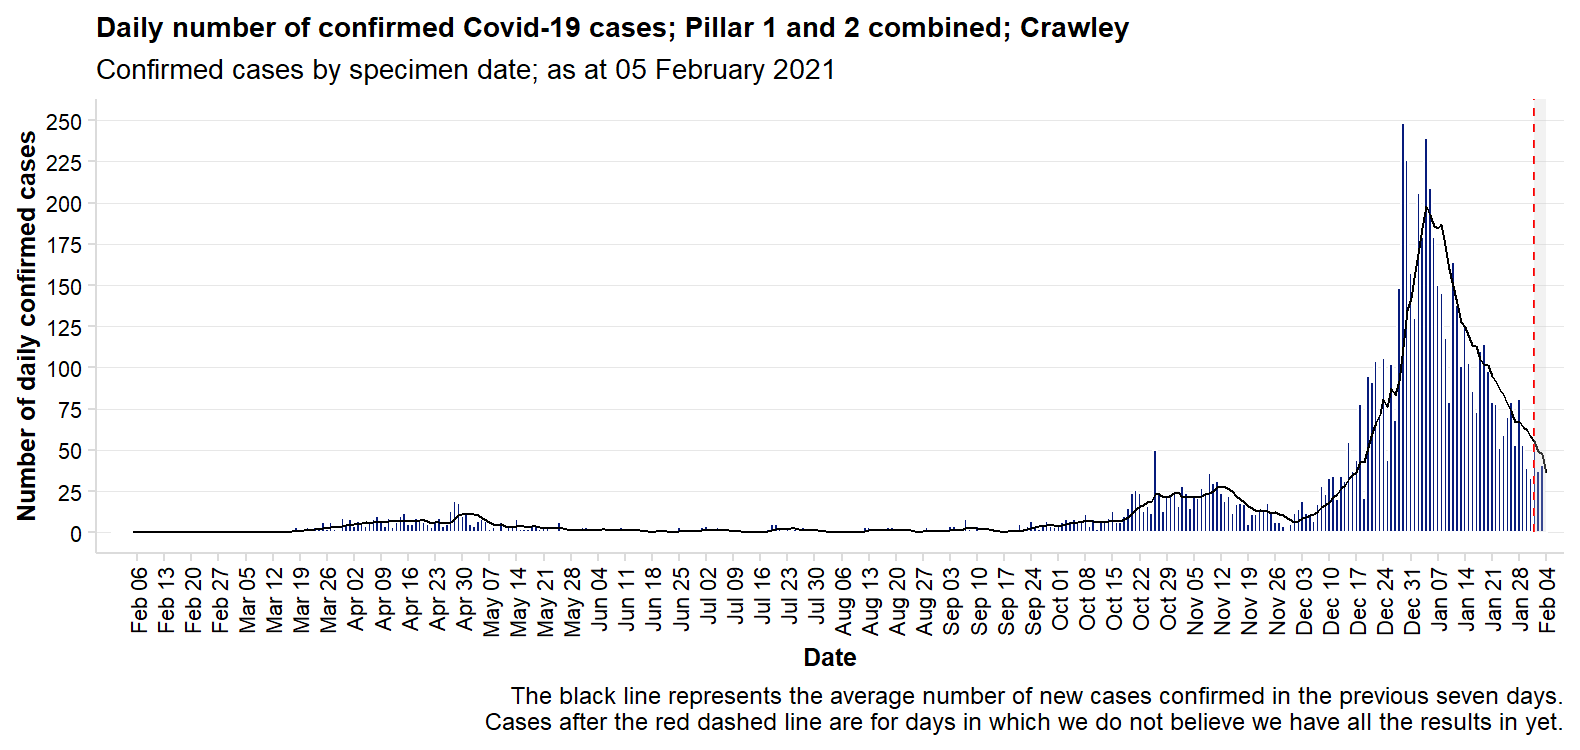 Daily number of confirmed Covid-19 cases; Pillar 1 and 2 combined; Crawley
Confirmed cases by specimen date; as at 05 February 2021
Number of daily confirmed cases
250
225
200
175
150
125
100
75
50
25
0
Feb 06
Feb 13
Feb 20
Feb 27
Mar 05
Mar 12
Mar 19
Mar 26
Apr 02
Apr 09
Apr 16
Apr 23
Apr 30
May 07
May 14
May 21
May 28
Jun 04
Jun 11
Jun 18
Jun 25
Jul 02
Jul 09
Jul 16
Jul 23
Jul 30
Aug 06
Aug 13
Aug 20
Aug 27
Sep 03
Sep 10
Sep 17
Sep 24
Oct 01
Oct 08
Oct 15
Oct 22
Oct 29
Nov 05
Nov 12
Nov 19
Nov 26
Dec 03
Dec 10
Dec 17
Dec 24
Dec 31
Jan 07
Jan 14
Jan 21
Jan 28
Feb 04
Date
The black line represents the average number of new cases confirmed in the previous seven days.
Cases after the red dashed line are for days in which we do not believe we have all the results in yet.